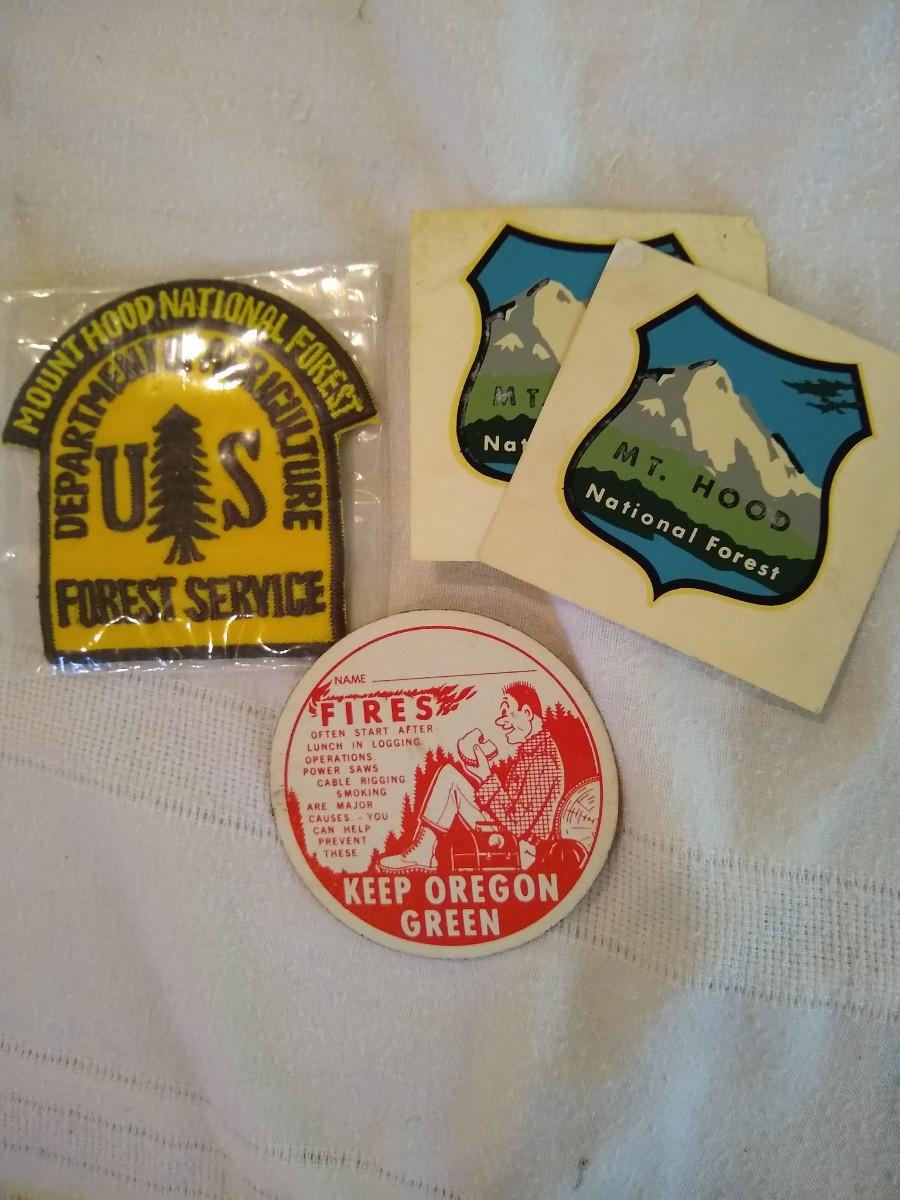 MOUNT HOOD NATIONAL FOREST
DEPARTMENT OF AGRICULTURE
U S
FOREST SERVICE
MT.
Nat
MT. HOOD
National Forest
NAME
FIRES
OFTEN START AFTER
LUNCH IN LOGGING
OPERATIONS.
POWER SAWS
CABLE RIGGING
SMOKING
ARE MAJOR
CAUSES - YOU
CAN HELP
PREVENT
THESE.
KEEP OREGON
GREEN